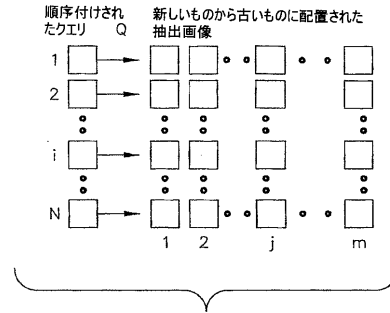 順序付けされ
たクエリ Q
新しいものから古いものに配置された
抽出画像
1
2
i
N
1 2 j m